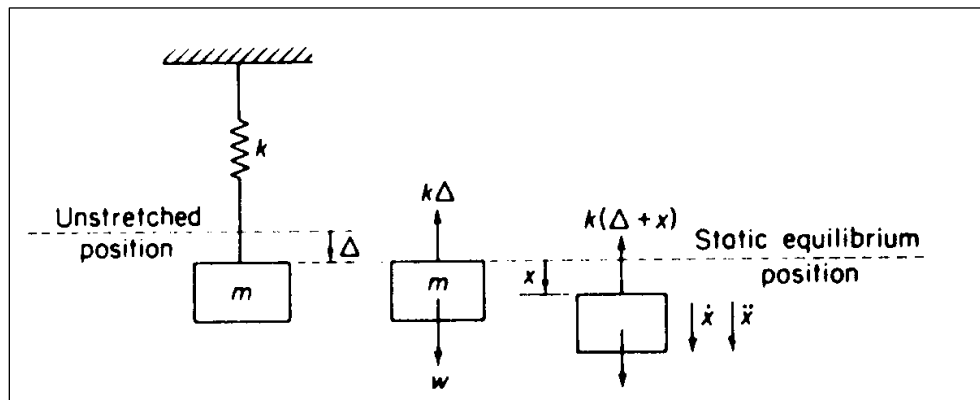 k
Unstretched
position
Δ
m
kΔ
m
w
k(Δ + x)
x
ẋ ẍ
Static equilibrium
position